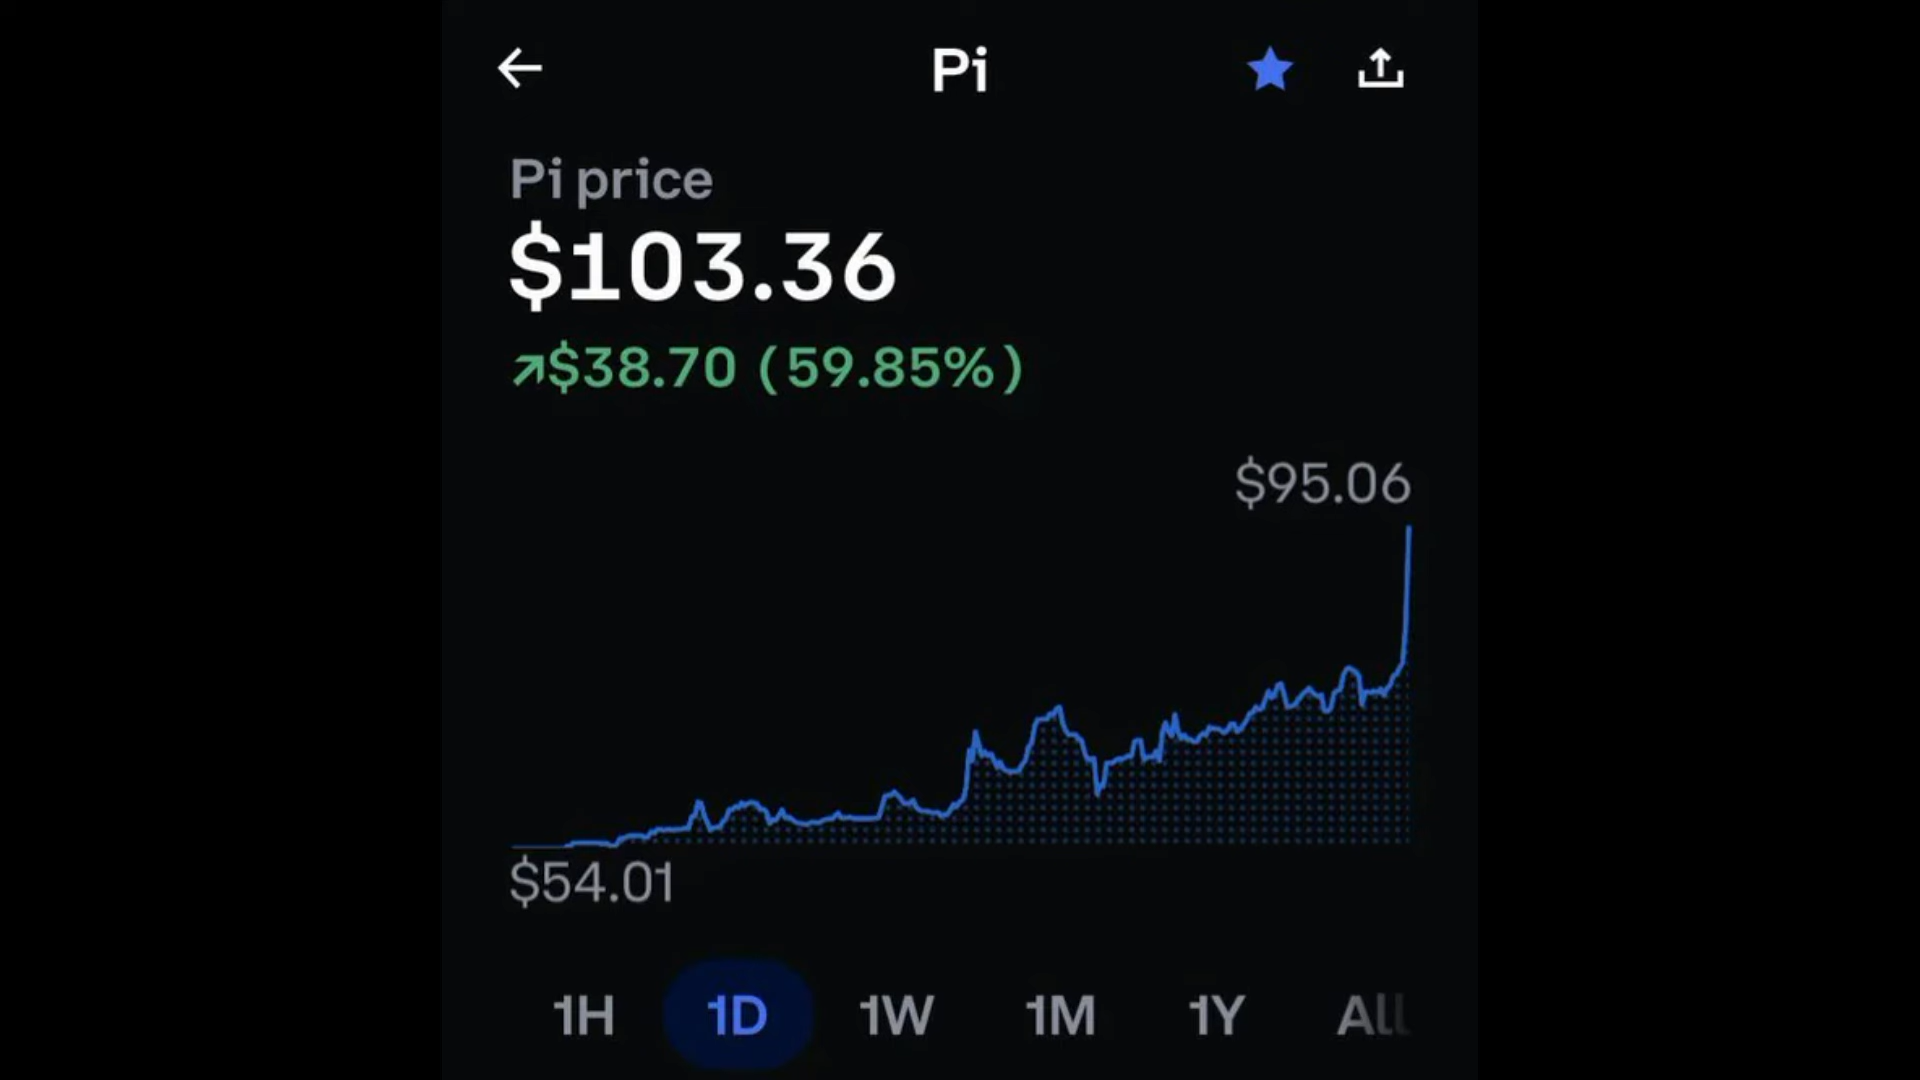 Pi
Pi price
$103.36
↗$38.70 (59.85%)
$95.06
$54.01
1H 1D 1W 1M 1Y All